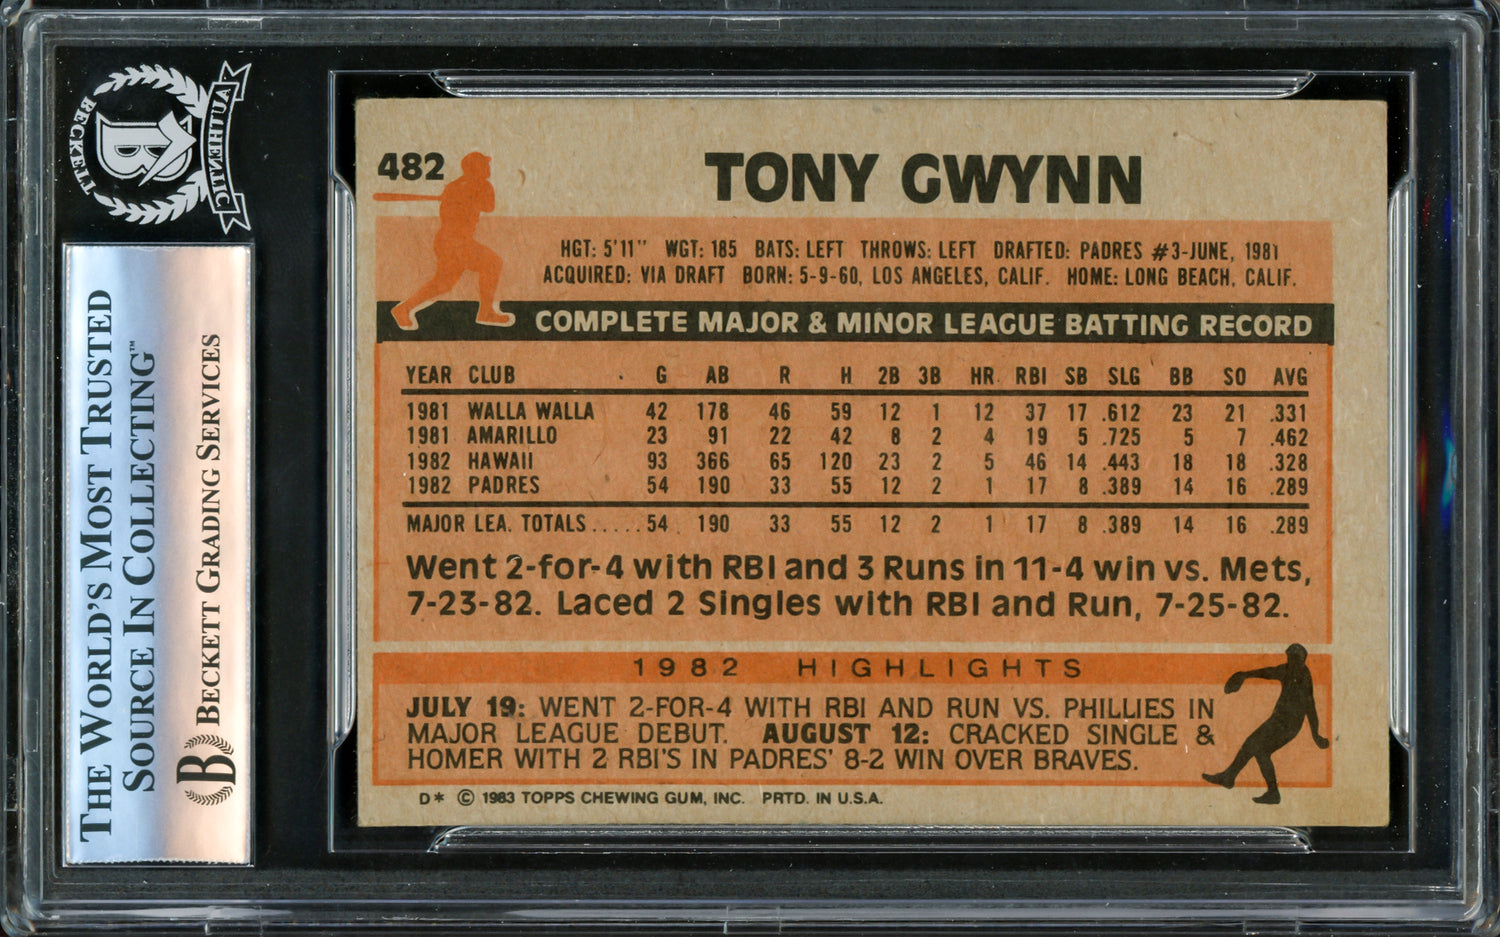 BECKETT
AUTHENTIC
B
THE WORLD'S MOST TRUSTED
SOURCE IN COLLECTING™
BECKETT GRADING SERVICES
B
482
TONY GWYNN
HGT: 5'11" WGT: 185 BATS: LEFT THROWS: LEFT DRAFTED: PADRES #3-JUNE, 1981
ACQUIRED: VIA DRAFT BORN: 5-9-60, LOS ANGELES, CALIF. HOME: LONG BEACH, CALIF.
COMPLETE MAJOR & MINOR LEAGUE BATTING RECORD
YEAR CLUB G AB R H 2B 3B HR RBI SB SLG BB SO AVG
1981 WALLA WALLA 42 178 46 59 12 1 12 37 17 .612 23 21 .331
1981 AMARILLO 23 91 22 42 8 2 4 19 5 .725 5 7 .462
1982 HAWAII 93 366 65 120 23 2 5 46 14 .443 18 18 .328
1982 PADRES 54 190 33 55 12 2 1 17 8 .389 14 16 .289
MAJOR LEA. TOTALS.....54 190 33 55 12 2 1 17 8 .389 14 16 .289
Went 2-for-4 with RBI and 3 Runs in 11-4 win vs. Mets,
7-23-82. Laced 2 Singles with RBI and Run, 7-25-82.
1982 HIGHLIGHTS
JULY 19: WENT 2-FOR-4 WITH RBI AND RUN VS. PHILLIES IN
MAJOR LEAGUE DEBUT. AUGUST 12: CRACKED SINGLE &
HOMER WITH 2 RBI'S IN PADRES' 8-2 WIN OVER BRAVES.
D* © 1983 TOPPS CHEWING GUM, INC. PRTD. IN U.S.A.